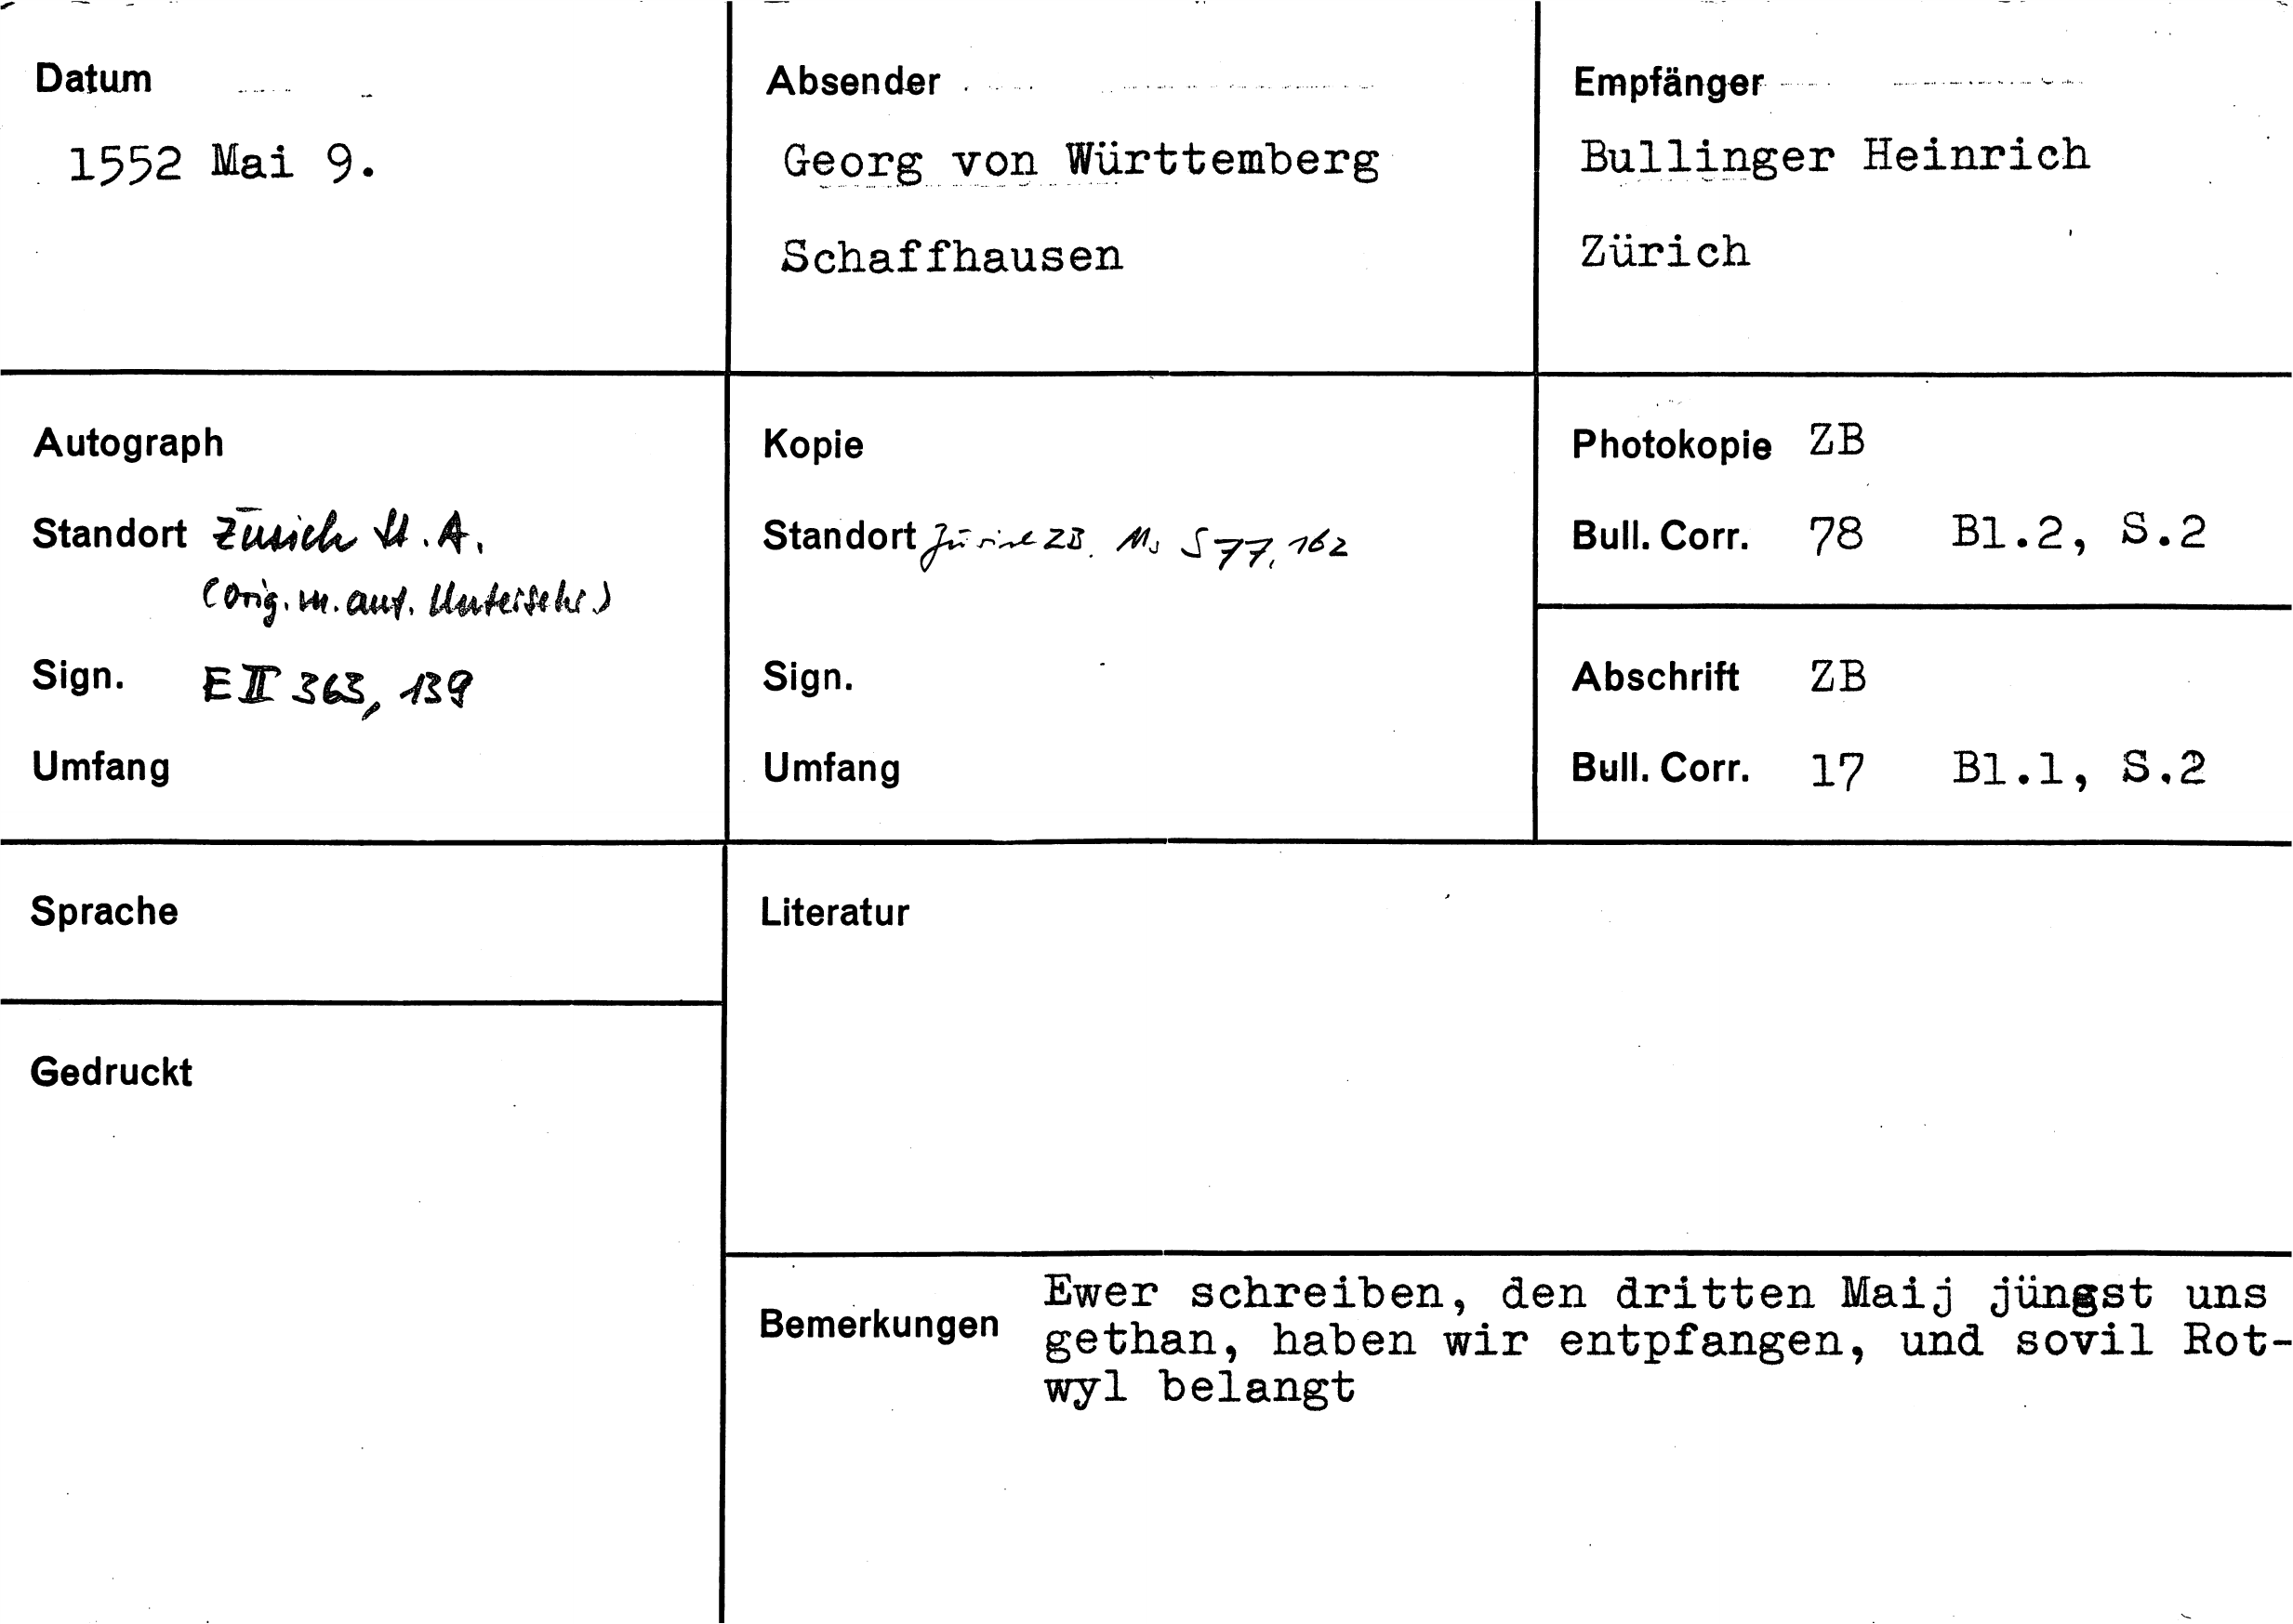 Datum
1552 Mai 9.
Absender
Georg von Württemberg
Schaffhausen
Empfänger
Bullinger Heinrich
Zürich
Autograph
Standort Zürich St.A.
(Orig. m. aut. Unterschr.)
Sign. E II 363, 139
Umfang
Kopie
Standort Zürich ZB. Ms S 77, 162
Sign.
Umfang
Photokopie ZB
Bull. Corr. 78 Bl.2, S.2
Abschrift ZB
Bull. Corr. 17 Bl.1, S.2
Sprache
Gedruckt
Literatur
Bemerkungen
Ewer schreiben, den dritten Maij jüngst uns
gethan, haben wir entpfangen, und sovil Rot-
wyl belangt